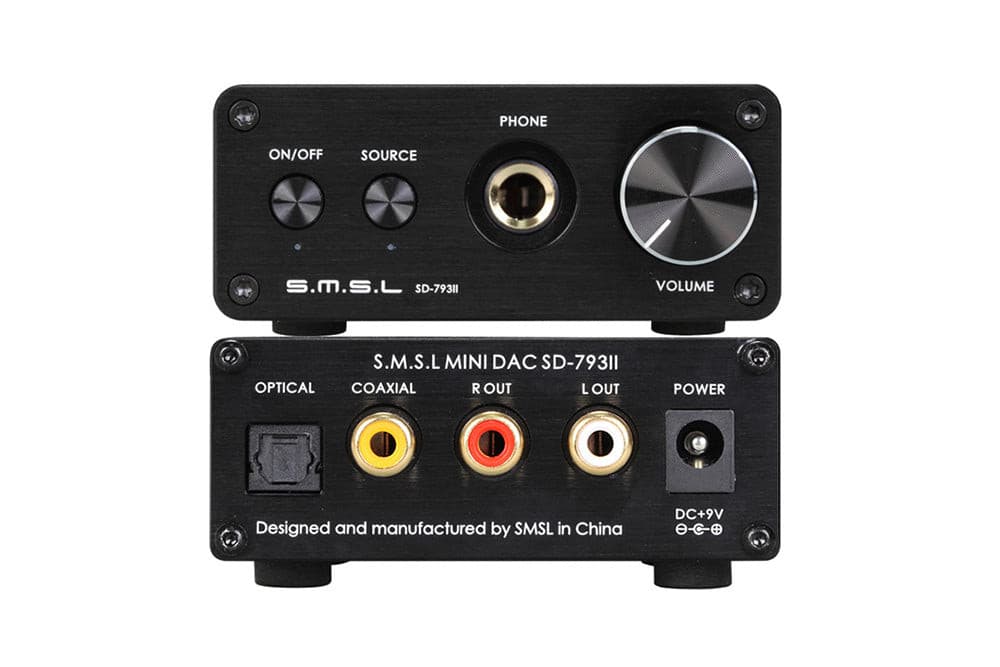 PHONE
ON/OFF SOURCE
S.M.S.L SD-793II
VOLUME
S.M.S.L MINI DAC SD-793II
OPTICAL COAXIAL R OUT L OUT POWER
DC+9V
Designed and manufactured by SMSL in China